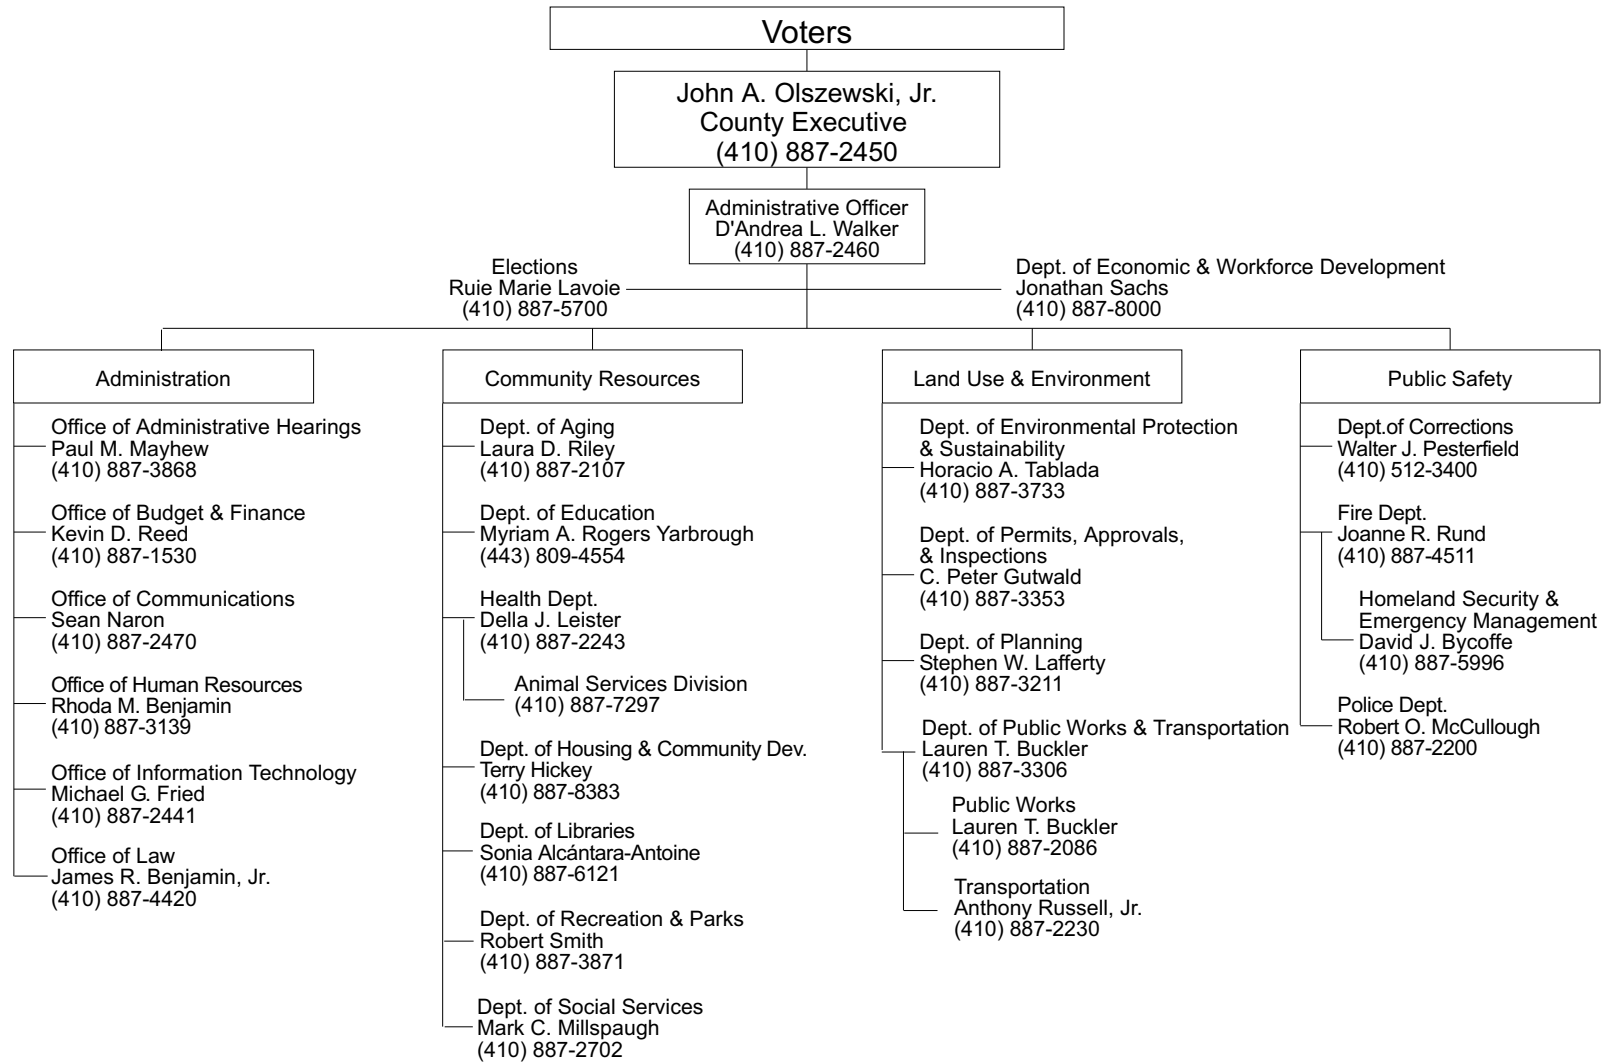 Voters
John A. Olszewski, Jr.
County Executive
(410) 887-2450
Administrative Officer
D'Andrea L. Walker
(410) 887-2460
Elections
Ruie Marie Lavoie
(410) 887-5700
Dept. of Economic & Workforce Development
Jonathan Sachs
(410) 887-8000
Administration
Office of Administrative Hearings
Paul M. Mayhew
(410) 887-3868
Office of Budget & Finance
Kevin D. Reed
(410) 887-1530
Office of Communications
Sean Naron
(410) 887-2470
Office of Human Resources
Rhoda M. Benjamin
(410) 887-3139
Office of Information Technology
Michael G. Fried
(410) 887-2441
Office of Law
James R. Benjamin, Jr.
(410) 887-4420
Community Resources
Dept. of Aging
Laura D. Riley
(410) 887-2107
Dept. of Education
Myriam A. Rogers Yarbrough
(443) 809-4554
Health Dept.
Della J. Leister
(410) 887-2243
Animal Services Division
(410) 887-7297
Dept. of Housing & Community Dev.
Terry Hickey
(410) 887-8383
Dept. of Libraries
Sonia Alcántara-Antoine
(410) 887-6121
Dept. of Recreation & Parks
Robert Smith
(410) 887-3871
Dept. of Social Services
Mark C. Millspaugh
(410) 887-2702
Land Use & Environment
Dept. of Environmental Protection
& Sustainability
Horacio A. Tablada
(410) 887-3733
Dept. of Permits, Approvals,
& Inspections
C. Peter Gutwald
(410) 887-3353
Dept. of Planning
Stephen W. Lafferty
(410) 887-3211
Dept. of Public Works & Transportation
Lauren T. Buckler
(410) 887-3306
Public Works
Lauren T. Buckler
(410) 887-2086
Transportation
Anthony Russell, Jr.
(410) 887-2230
Public Safety
Dept.of Corrections
Walter J. Pesterfield
(410) 512-3400
Fire Dept.
Joanne R. Rund
(410) 887-4511
Homeland Security &
Emergency Management
David J. Bycoffe
(410) 887-5996
Police Dept.
Robert O. McCullough
(410) 887-2200